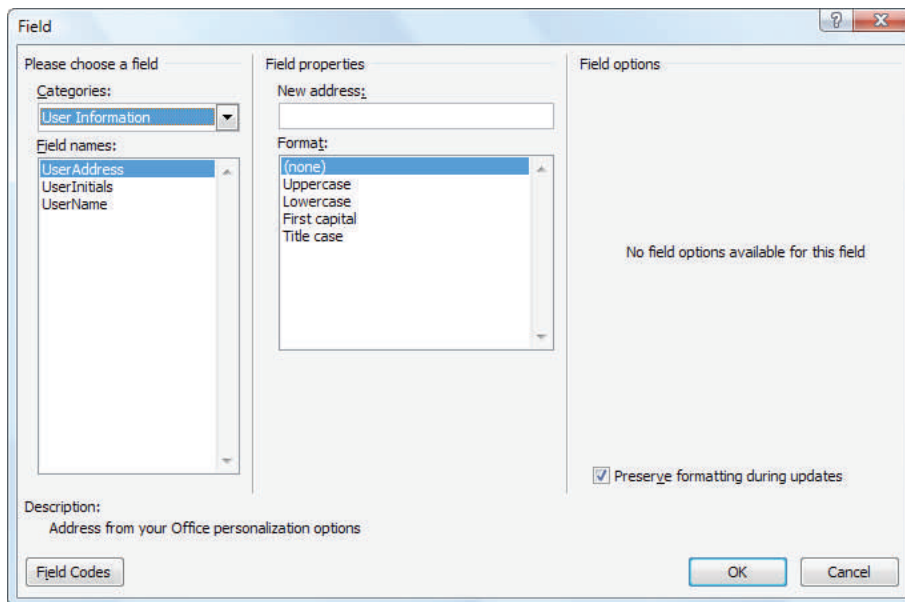 Field
Please choose a field
Categories:
User Information
Field names:
UserAddress
UserInitials
UserName
Field properties
New address:
Format:
(none)
Uppercase
Lowercase
First capital
Title case
Field options
No field options available for this field
Preserve formatting during updates
Description:
Address from your Office personalization options
Field Codes
OK
Cancel